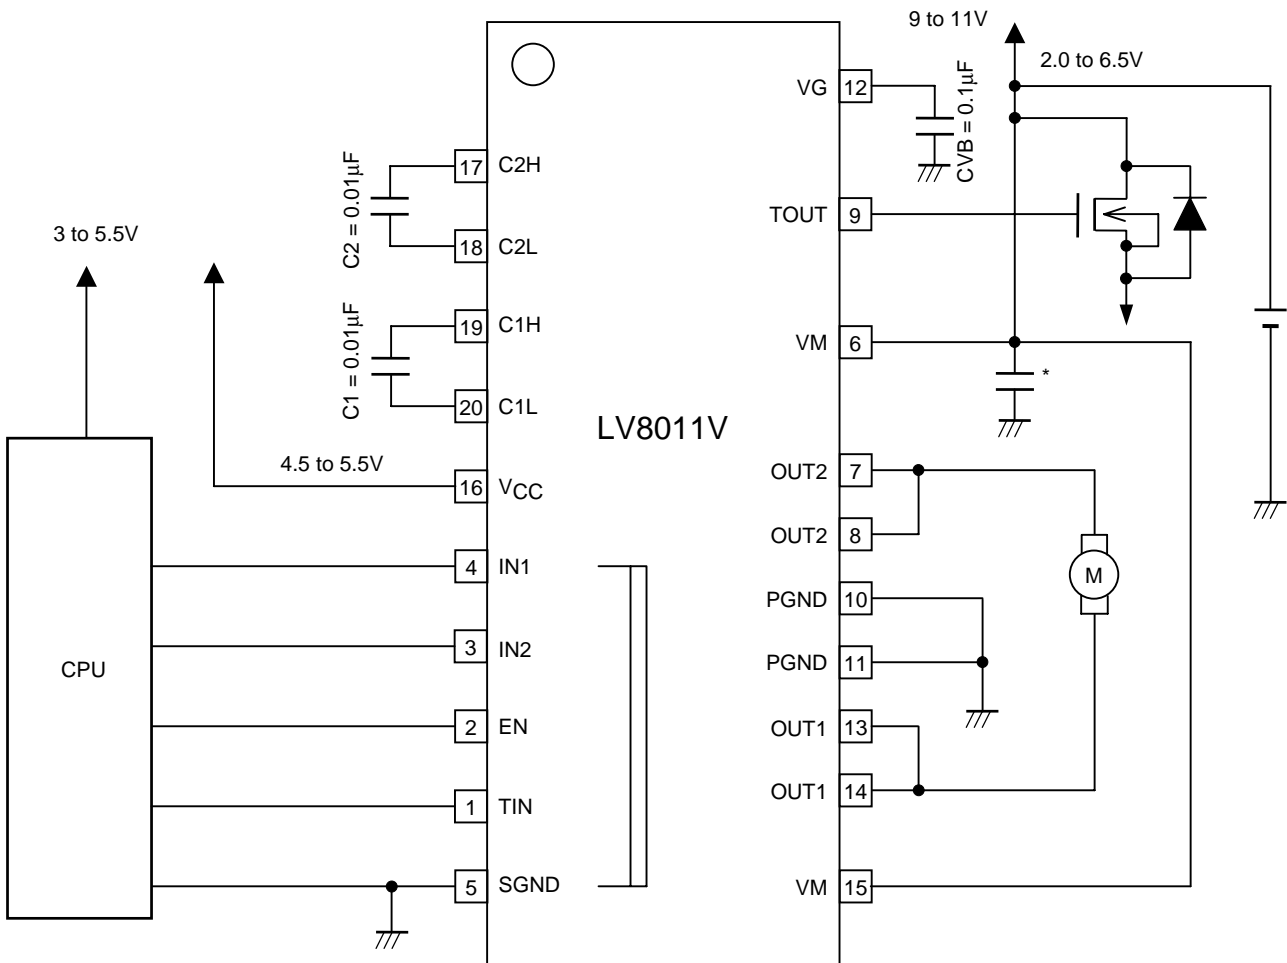 9 to 11V
2.0 to 6.5V
VG 12
CVB = 0.1µF
17 C2H
C2 = 0.01µF
18 C2L
TOUT 9
3 to 5.5V
19 C1H
C1 = 0.01µF
20 C1L
VM 6
*
LV8011V
4.5 to 5.5V
16 VCC
OUT2 7
OUT2 8
4 IN1
M
PGND 10
3 IN2
CPU
PGND 11
2 EN
OUT1 13
OUT1 14
1 TIN
5 SGND
VM 15